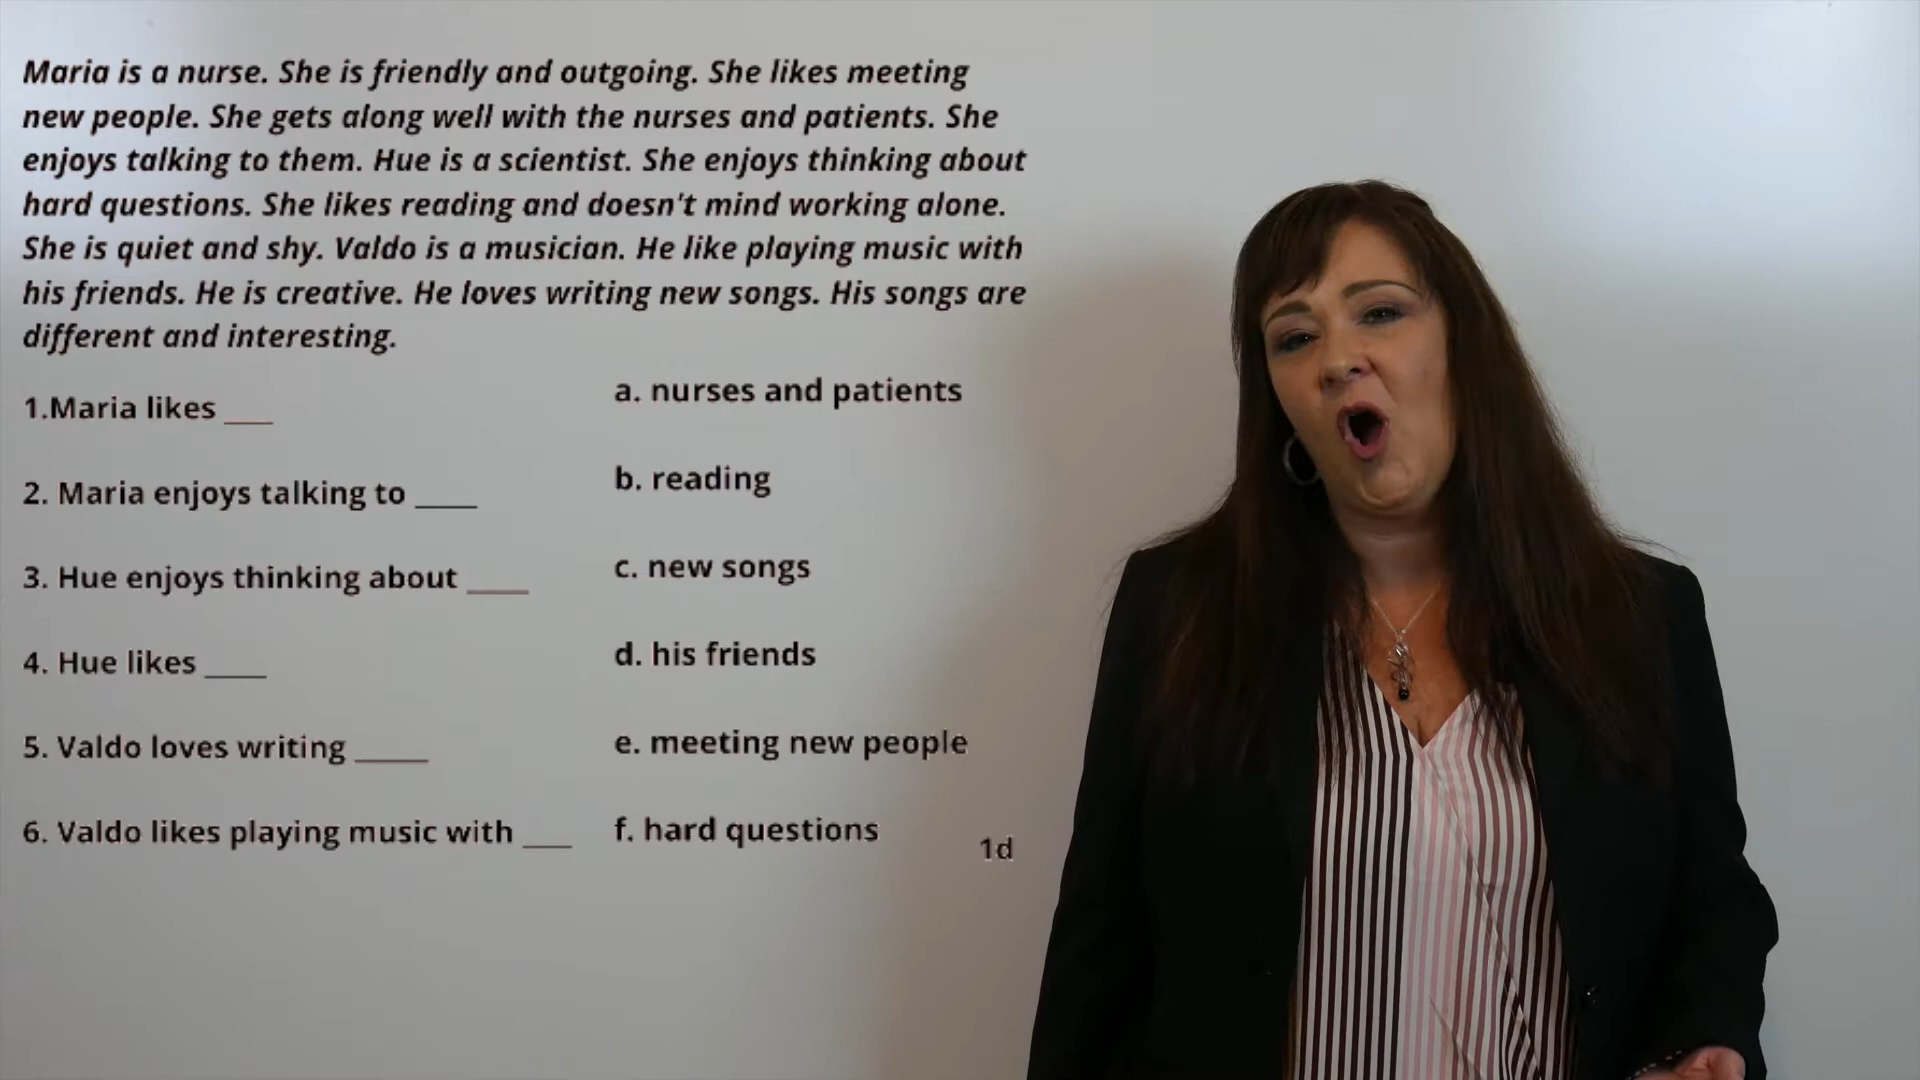 Maria is a nurse. She is friendly and outgoing. She likes meeting
new people. She gets along well with the nurses and patients. She
enjoys talking to them. Hue is a scientist. She enjoys thinking about
hard questions. She likes reading and doesn't mind working alone.
She is quiet and shy. Valdo is a musician. He like playing music with
his friends. He is creative. He loves writing new songs. His songs are
different and interesting.
1.Maria likes ___
2. Maria enjoys talking to ____
3. Hue enjoys thinking about ____
4. Hue likes ____
5. Valdo loves writing _____
6. Valdo likes playing music with ___
a. nurses and patients
b. reading
c. new songs
d. his friends
e. meeting new people
f. hard questions
1d